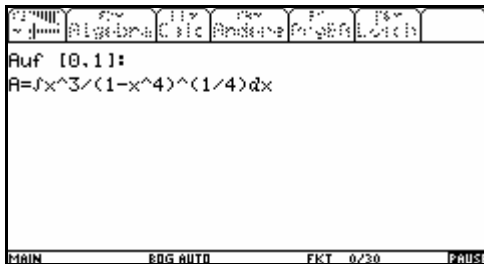 Algebra Calc Andere PrgEA Lösch
Auf [0,1]:
A=∫x^3/(1-x^4)^(1/4)dx
MAIN BOG AUTO FKT 0/30 PAUSE